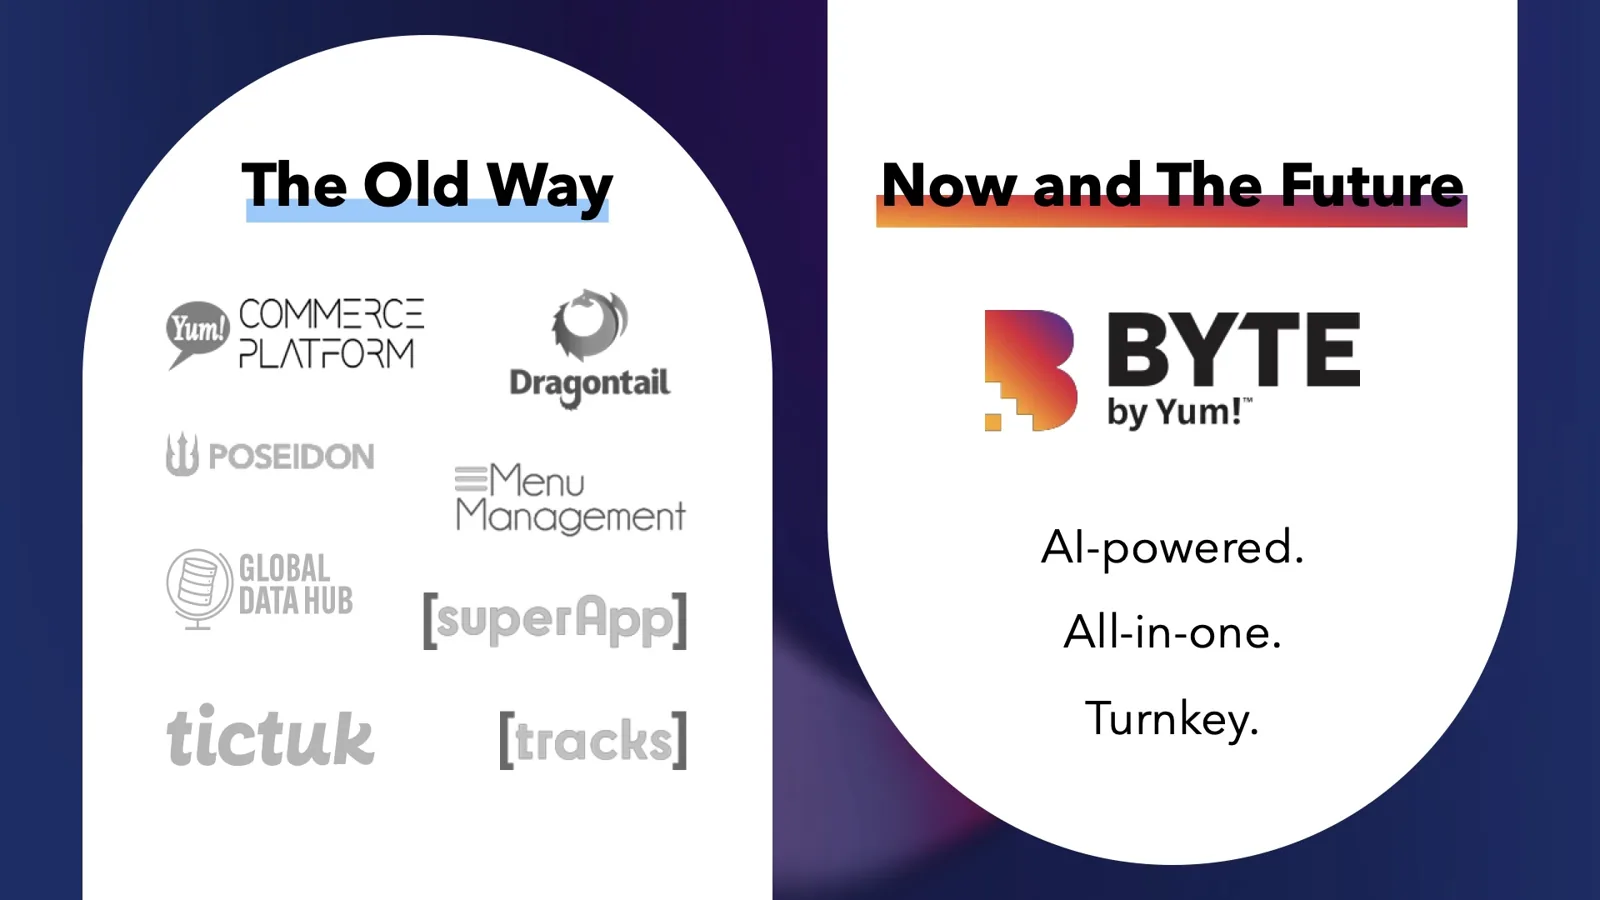 The Old Way
Yum! COMMERCE
PLATFORM
Dragontail
POSEIDON
Menu
Management
GLOBAL
DATA HUB
[superApp]
tictuk
[tracks]
Now and The Future
BYTE
by Yum!™
AI-powered.
All-in-one.
Turnkey.